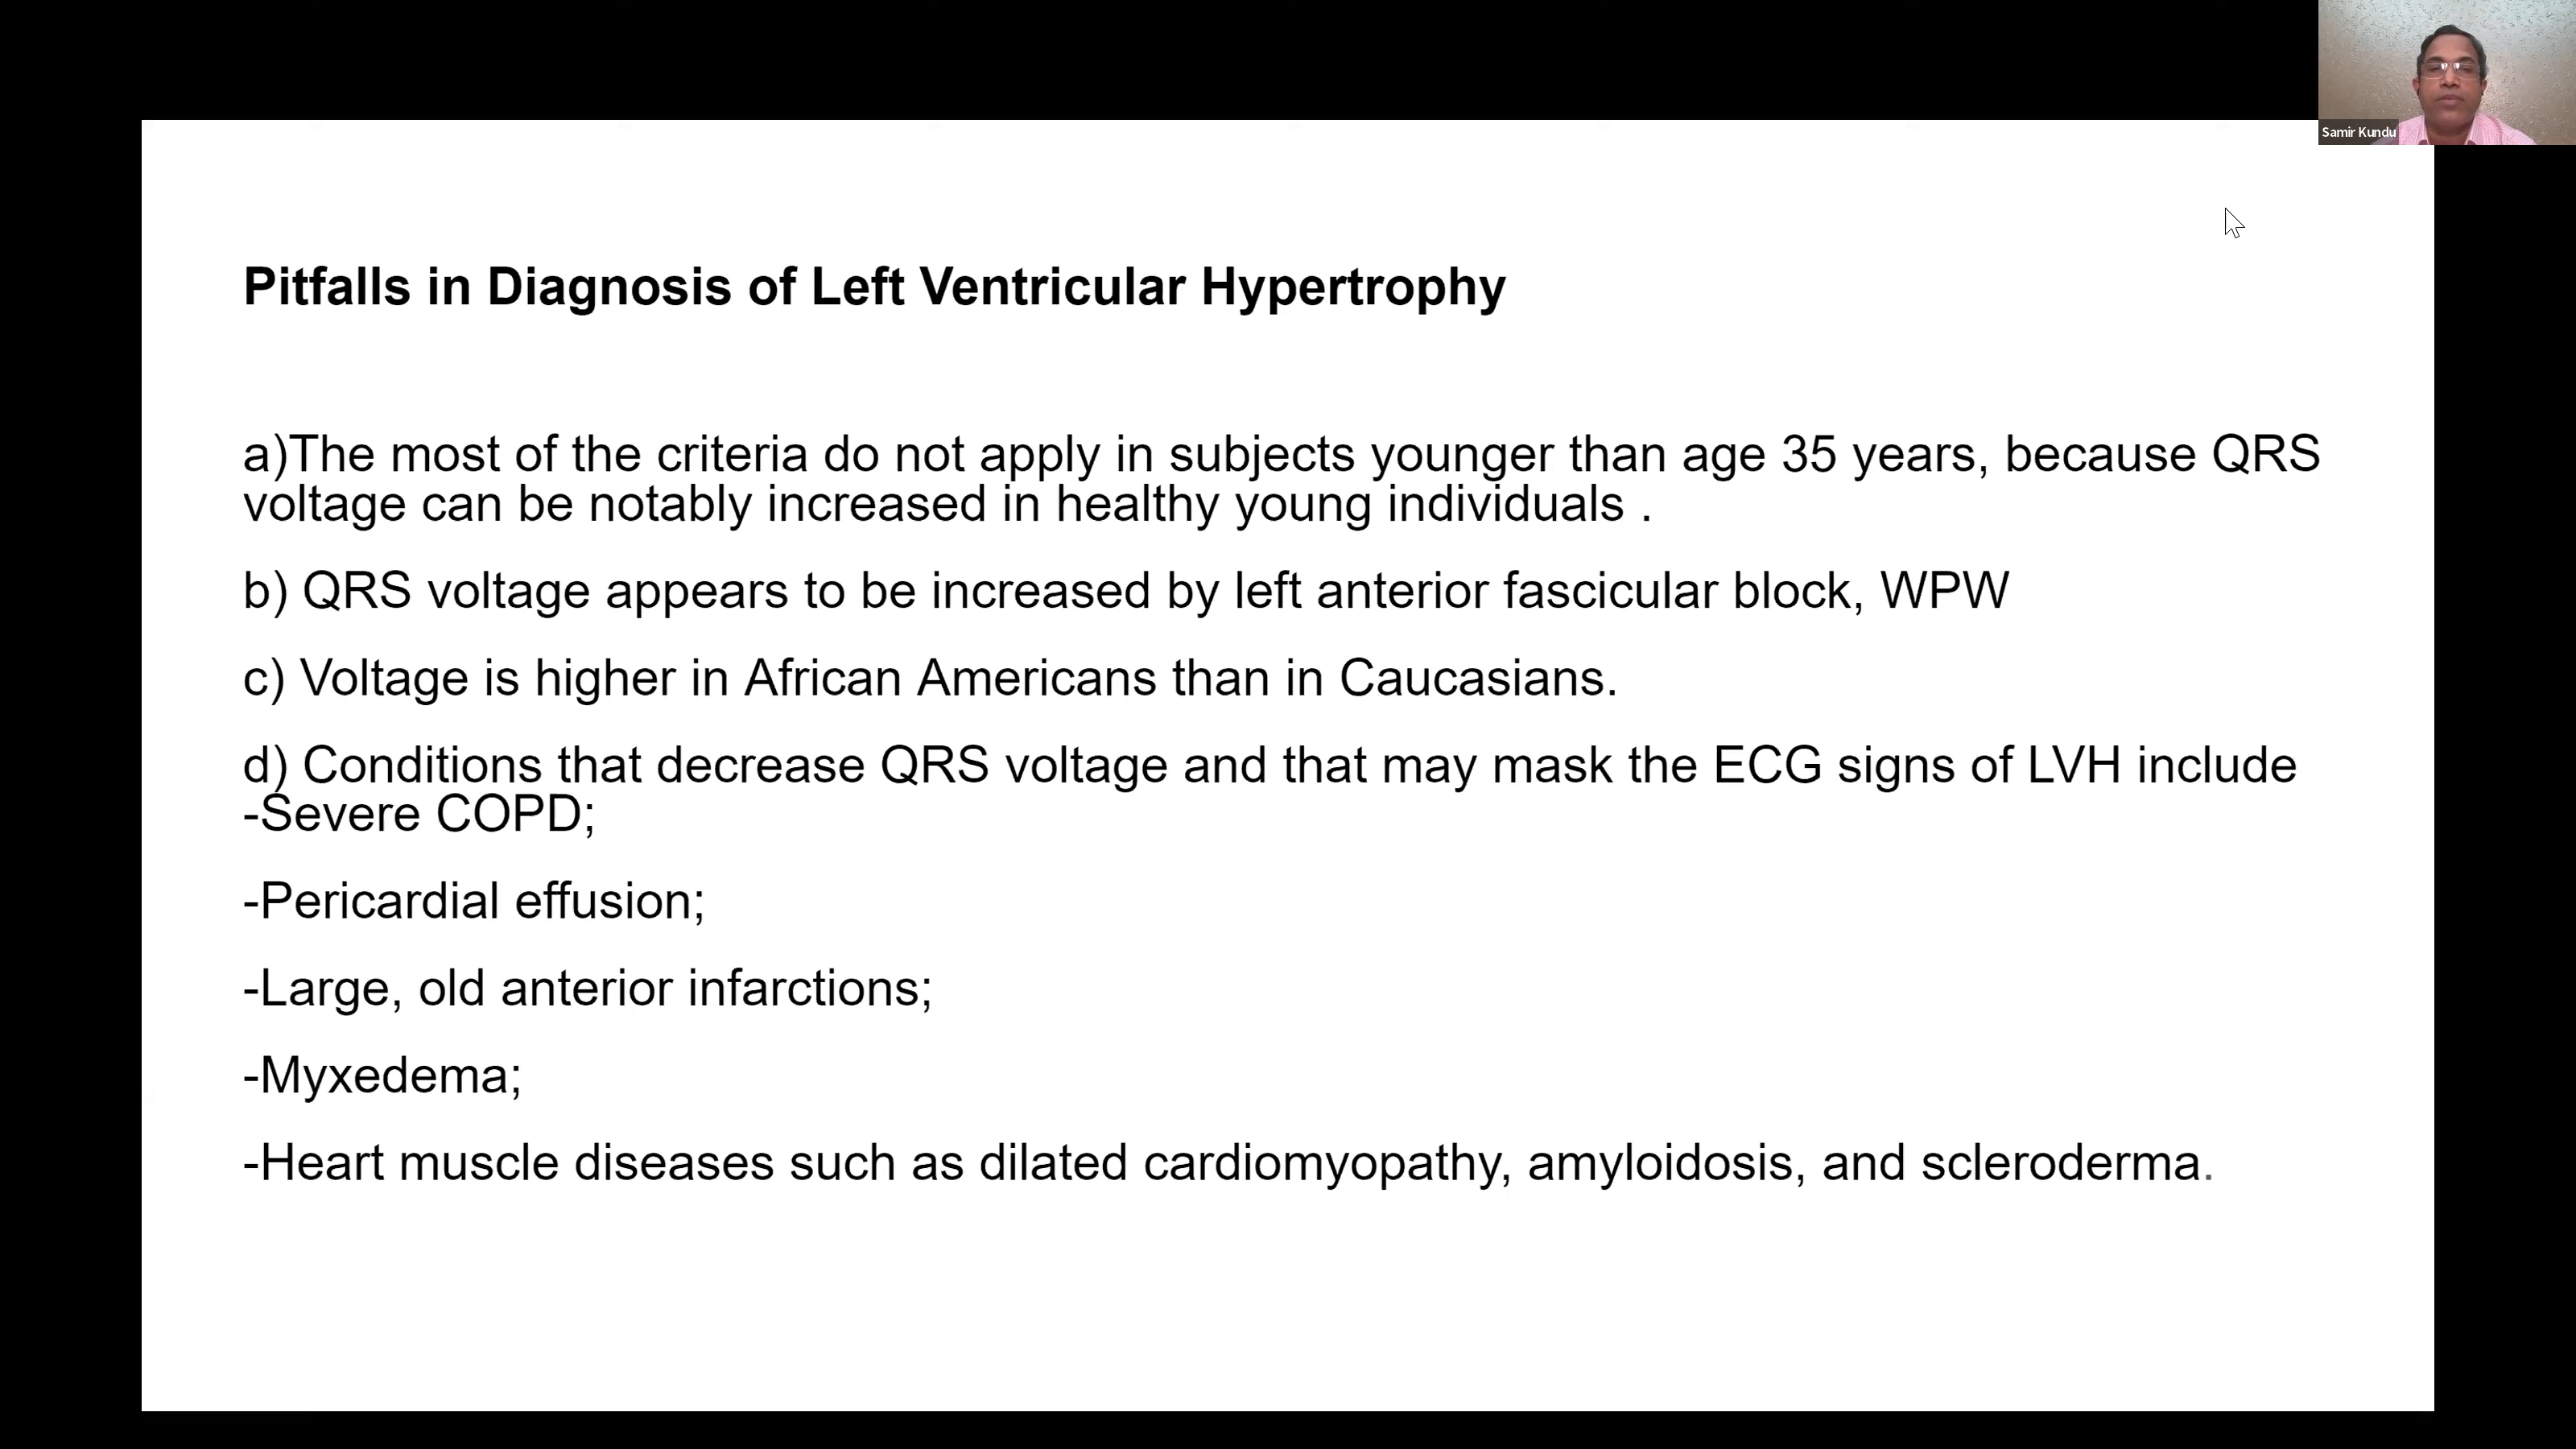 Samir Kundu
Pitfalls in Diagnosis of Left Ventricular Hypertrophy
a)The most of the criteria do not apply in subjects younger than age 35 years, because QRS
voltage can be notably increased in healthy young individuals .
b) QRS voltage appears to be increased by left anterior fascicular block, WPW
c) Voltage is higher in African Americans than in Caucasians.
d) Conditions that decrease QRS voltage and that may mask the ECG signs of LVH include
-Severe COPD;
-Pericardial effusion;
-Large, old anterior infarctions;
-Myxedema;
-Heart muscle diseases such as dilated cardiomyopathy, amyloidosis, and scleroderma.